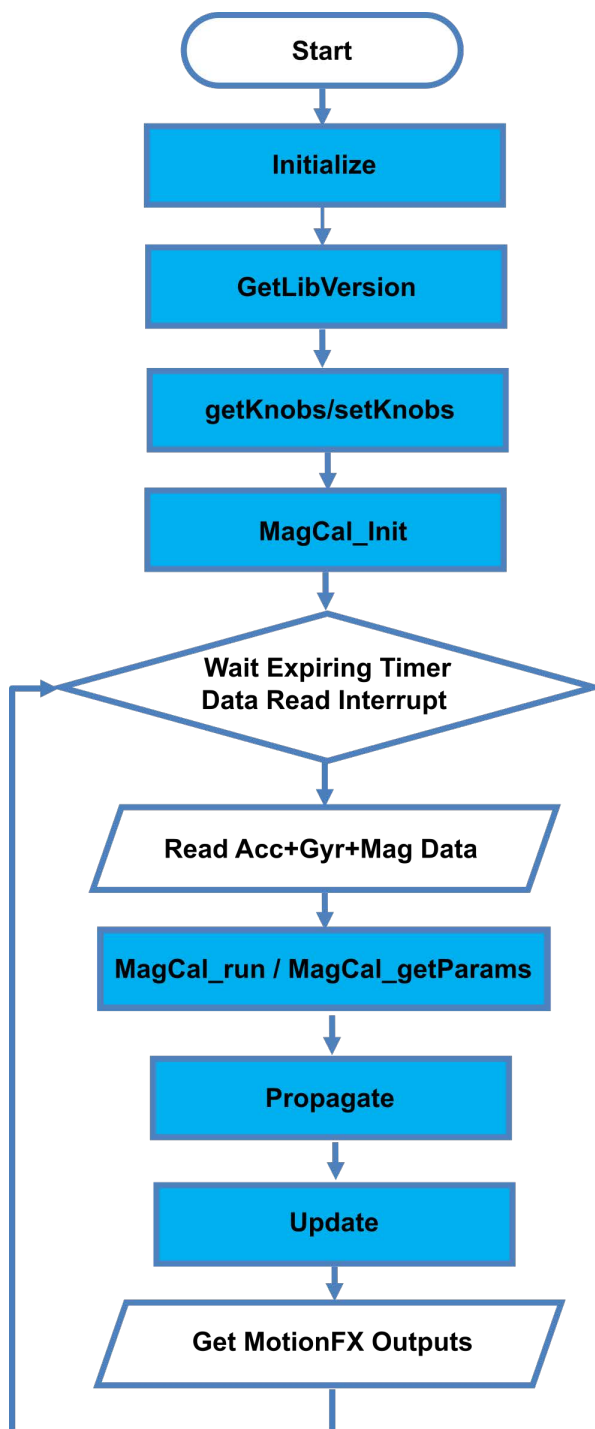 Start
Initialize
GetLibVersion
getKnobs/setKnobs
MagCal_Init
Wait Expiring Timer
Data Read Interrupt
Read Acc+Gyr+Mag Data
MagCal_run / MagCal_getParams
Propagate
Update
Get MotionFX Outputs